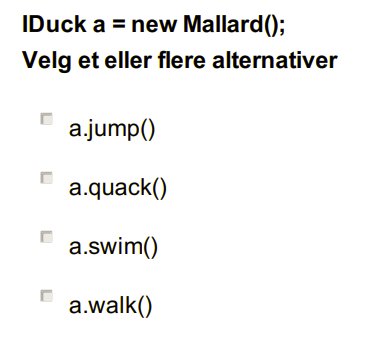 IDuck a = new Mallard();
Velg et eller flere alternativer
a.jump()
a.quack()
a.swim()
a.walk()